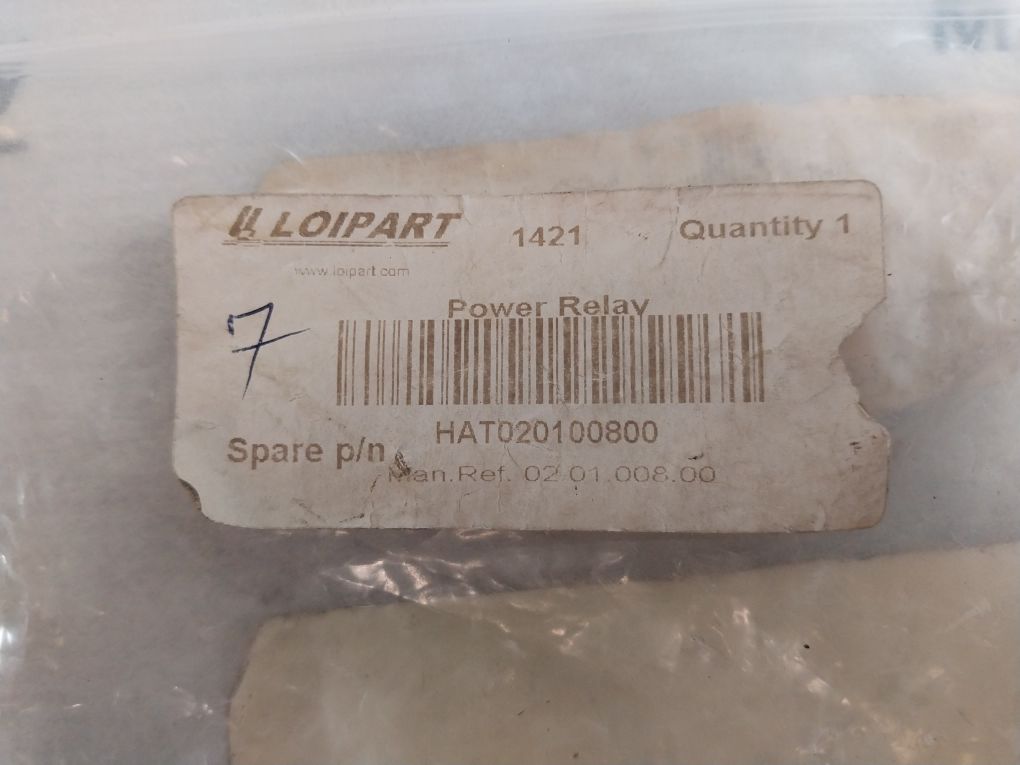 LOIPART 1421 Quantity 1
www.loipart.com
Power Relay
7
HAT020100800
Spare p/n
Man.Ref. 02.01.008.00